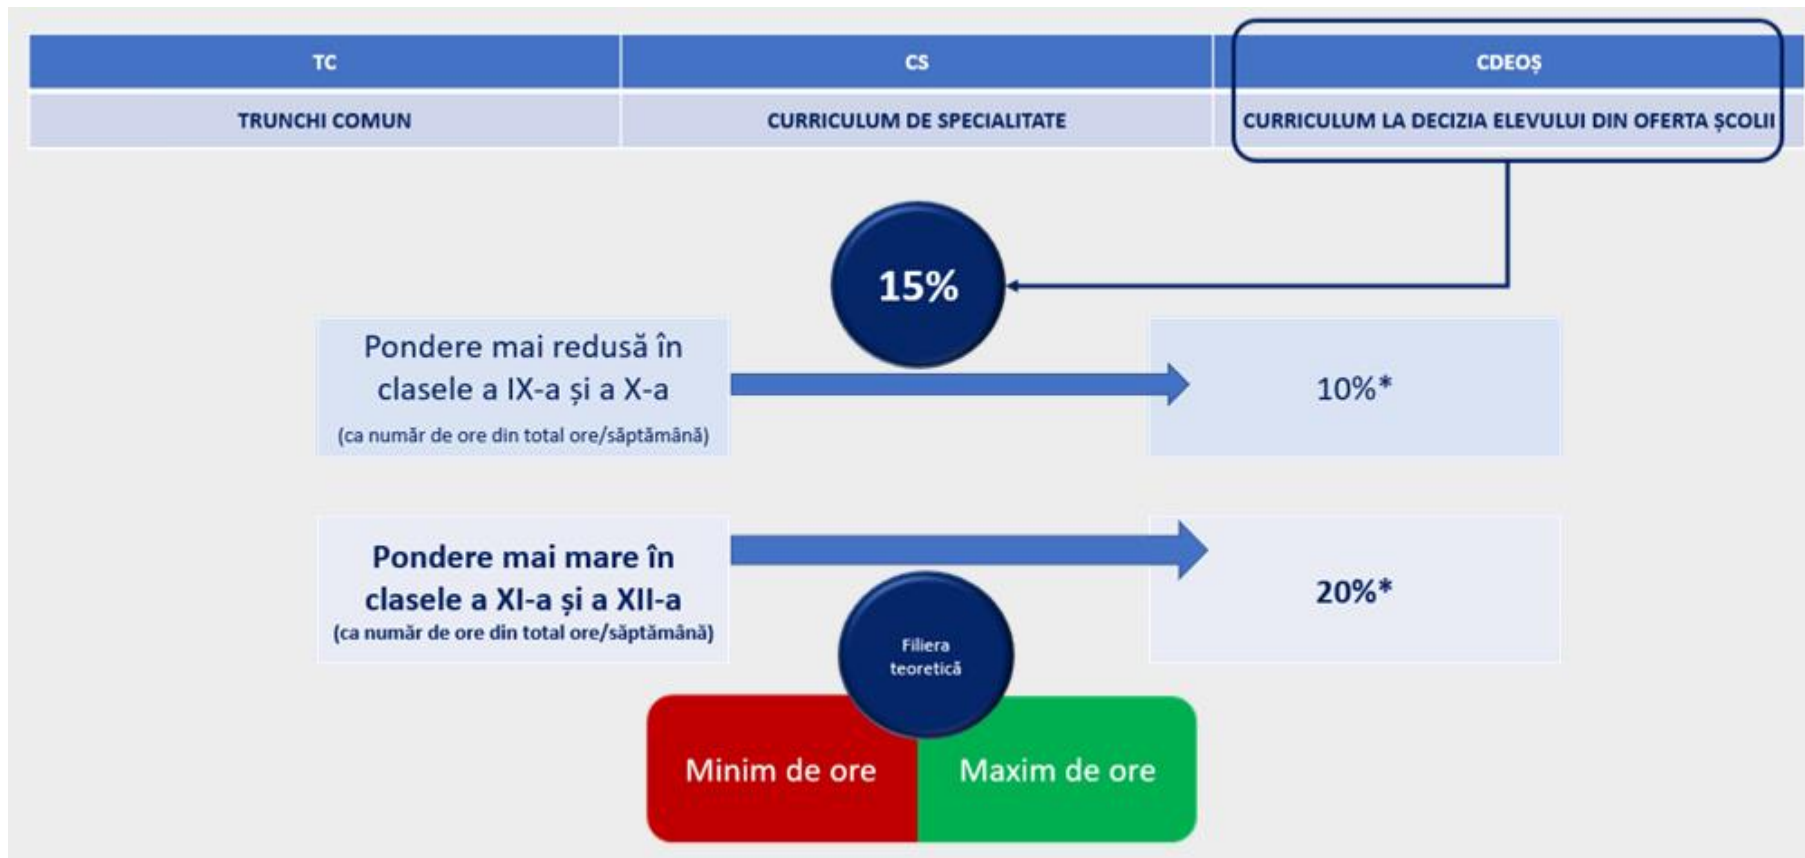 TC
CS
CDEOȘ
TRUNCHI COMUN
CURRICULUM DE SPECIALITATE
CURRICULUM LA DECIZIA ELEVULUI DIN OFERTA ȘCOLII
15%
Pondere mai redusă în
clasele a IX-a și a X-a
(ca număr de ore din total ore/săptămână)
10%*
Pondere mai mare în
clasele a XI-a și a XII-a
(ca număr de ore din total ore/săptămână)
20%*
Filiera
teoretică
Minim de ore
Maxim de ore